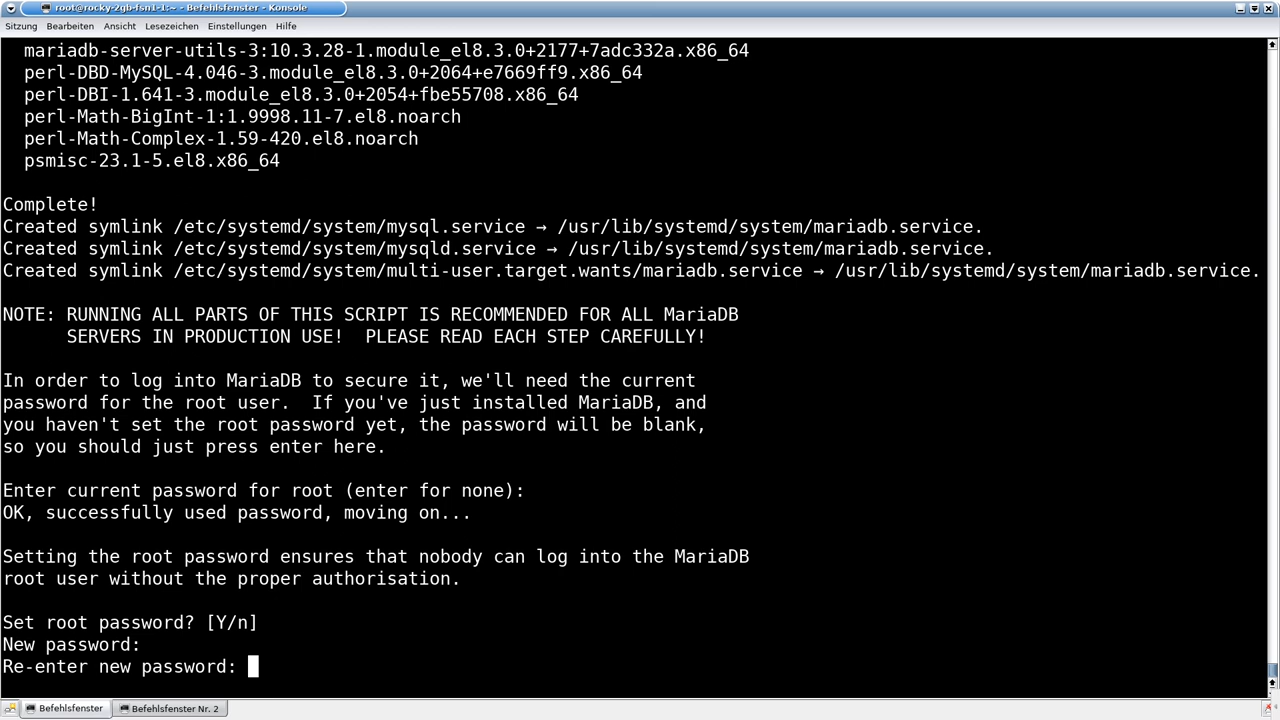 root@rocky-2gb-fsn1-1:~ - Befehlsfenster - Konsole
Sitzung Bearbeiten Ansicht Lesezeichen Einstellungen Hilfe
mariadb-server-utils-3:10.3.28-1.module_el8.3.0+2177+7adc332a.x86_64
perl-DBD-MySQL-4.046-3.module_el8.3.0+2064+e7669ff9.x86_64
perl-DBI-1.641-3.module_el8.3.0+2054+fbe55708.x86_64
perl-Math-BigInt-1:1.9998.11-7.el8.noarch
perl-Math-Complex-1.59-420.el8.noarch
psmisc-23.1-5.el8.x86_64
Complete!
Created symlink /etc/systemd/system/mysql.service → /usr/lib/systemd/system/mariadb.service.
Created symlink /etc/systemd/system/mysqld.service → /usr/lib/systemd/system/mariadb.service.
Created symlink /etc/systemd/system/multi-user.target.wants/mariadb.service → /usr/lib/systemd/system/mariadb.service.
NOTE: RUNNING ALL PARTS OF THIS SCRIPT IS RECOMMENDED FOR ALL MariaDB
SERVERS IN PRODUCTION USE!  PLEASE READ EACH STEP CAREFULLY!
In order to log into MariaDB to secure it, we'll need the current
password for the root user.  If you've just installed MariaDB, and
you haven't set the root password yet, the password will be blank,
so you should just press enter here.
Enter current password for root (enter for none):
OK, successfully used password, moving on...
Setting the root password ensures that nobody can log into the MariaDB
root user without the proper authorisation.
Set root password? [Y/n]
New password:
Re-enter new password:
Befehlsfenster Befehlsfenster Nr. 2